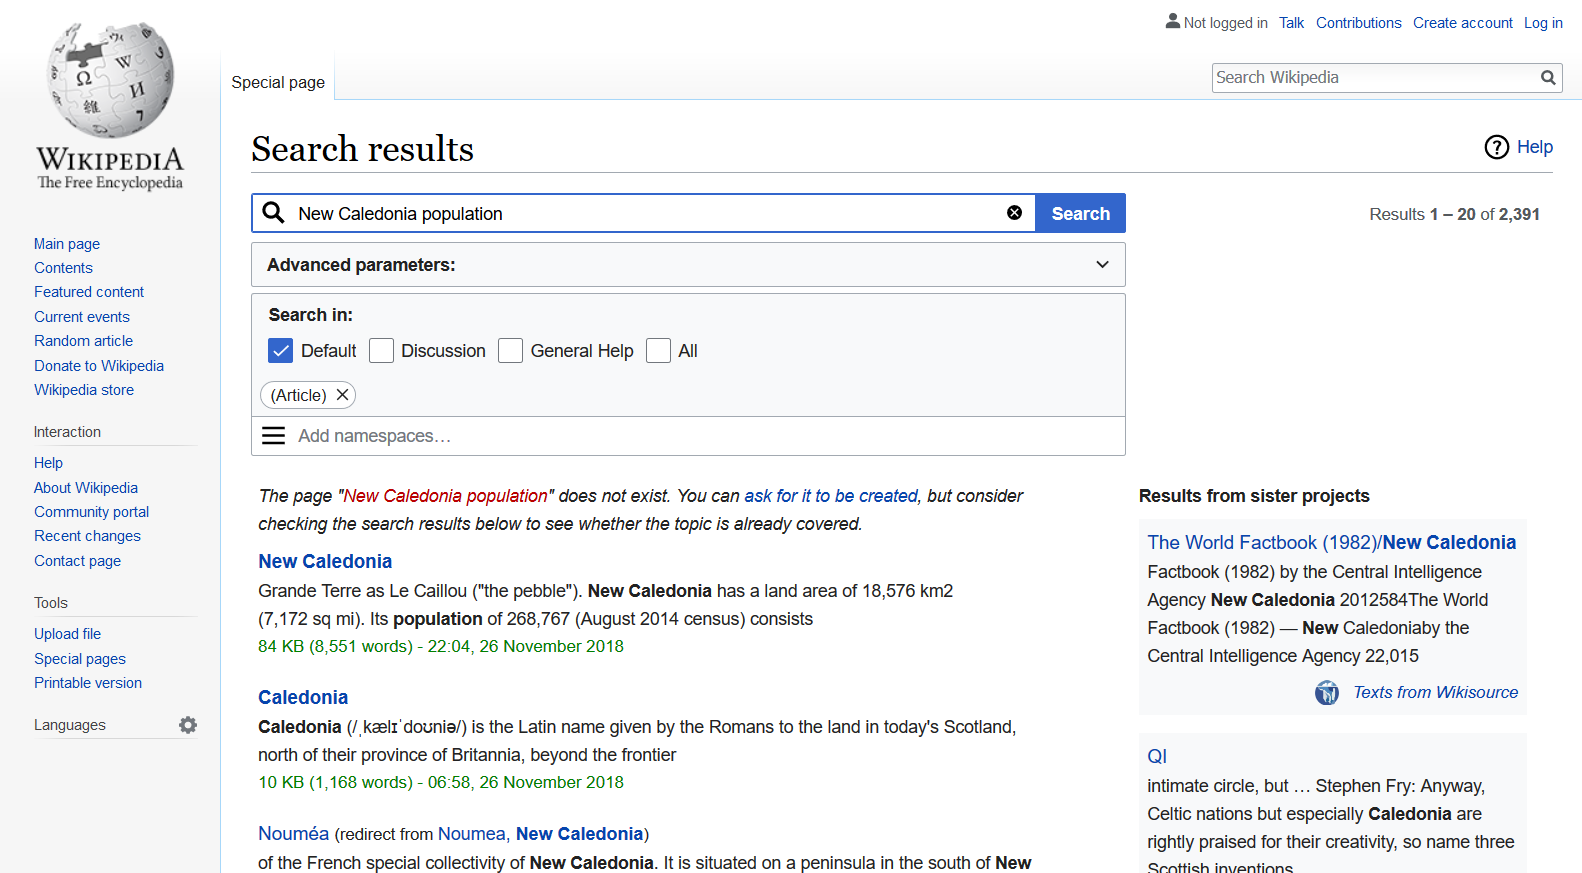 Not logged in Talk Contributions Create account Log in
Special page
Search Wikipedia
WIKIPEDIA
The Free Encyclopedia
Search results
Help
New Caledonia population
Search
Results 1 – 20 of 2,391
Advanced parameters:
Search in:
Default Discussion General Help All
(Article)
Add namespaces…
Main page
Contents
Featured content
Current events
Random article
Donate to Wikipedia
Wikipedia store
Interaction
Help
About Wikipedia
Community portal
Recent changes
Contact page
Tools
Upload file
Special pages
Printable version
Languages
The page "New Caledonia population" does not exist. You can ask for it to be created, but consider
checking the search results below to see whether the topic is already covered.
New Caledonia
Grande Terre as Le Caillou ("the pebble"). New Caledonia has a land area of 18,576 km2
(7,172 sq mi). Its population of 268,767 (August 2014 census) consists
84 KB (8,551 words) - 22:04, 26 November 2018
Caledonia
Caledonia (/ˌkælɪˈdoʊniə/) is the Latin name given by the Romans to the land in today's Scotland,
north of their province of Britannia, beyond the frontier
10 KB (1,168 words) - 06:58, 26 November 2018
Nouméa (redirect from Noumea, New Caledonia)
of the French special collectivity of New Caledonia. It is situated on a peninsula in the south of New
Results from sister projects
The World Factbook (1982)/New Caledonia
Factbook (1982) by the Central Intelligence
Agency New Caledonia 2012584The World
Factbook (1982) — New Caledoniaby the
Central Intelligence Agency 22,015
Texts from Wikisource
QI
intimate circle, but … Stephen Fry: Anyway,
Celtic nations but especially Caledonia are
rightly praised for their creativity, so name three
Scottish inventions